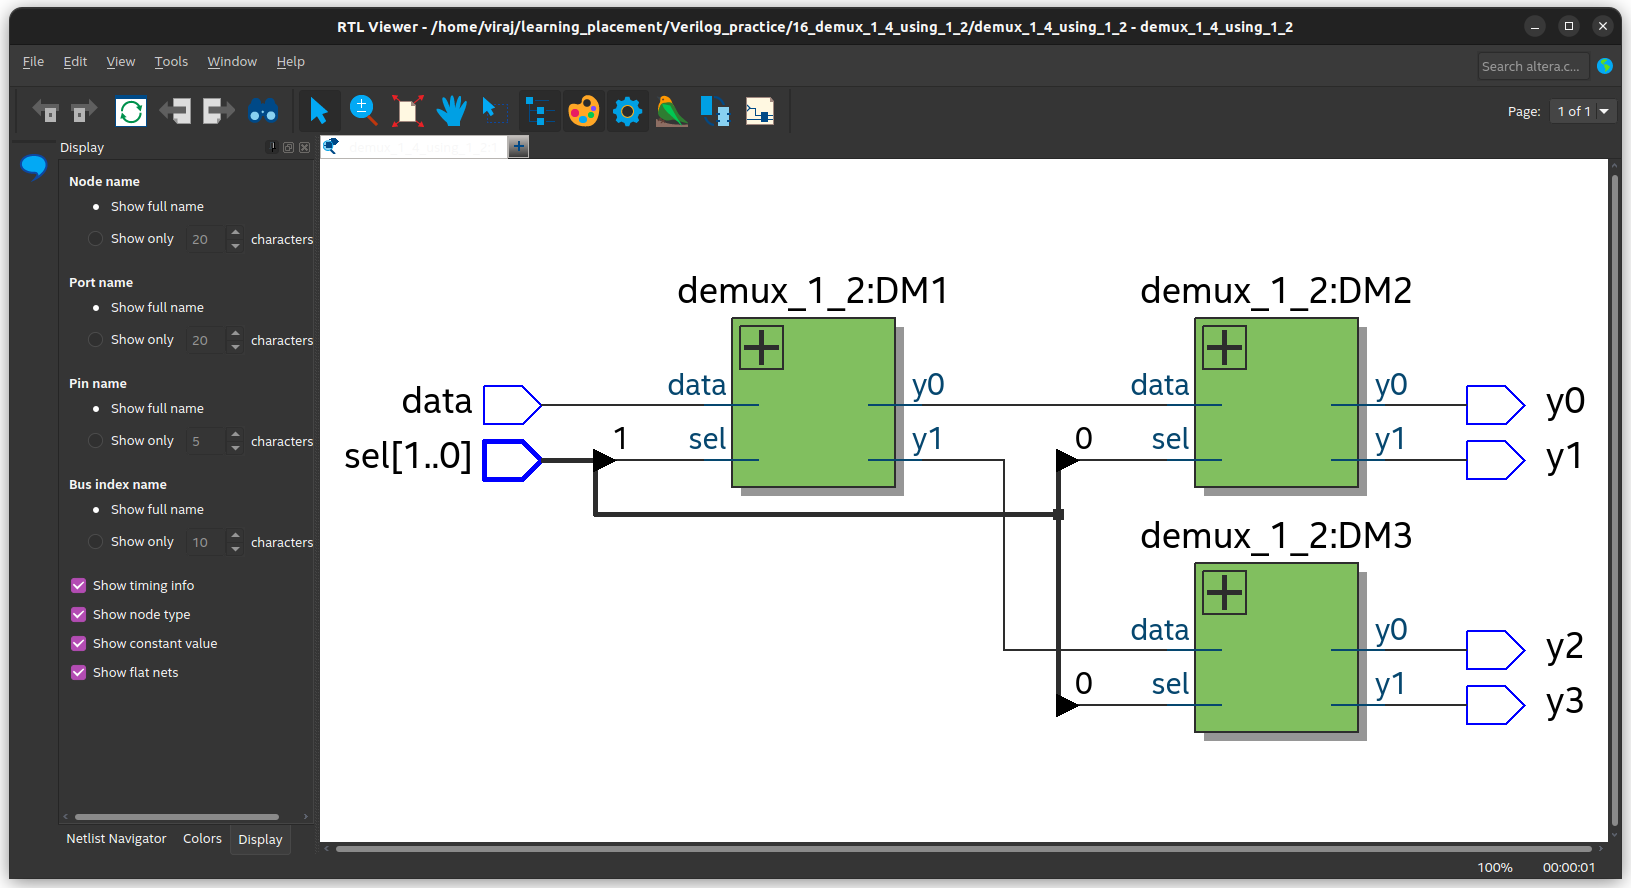 RTL Viewer - /home/viraj/learning_placement/Verilog_practice/16_demux_1_4_using_1_2/demux_1_4_using_1_2 - demux_1_4_using_1_2
File Edit View Tools Window Help
Search altera.c...
Page: 1 of 1
Display
demux_1_4_using_1_2:1
Node name
Show full name
Show only 20 characters
Port name
Show full name
Show only 20 characters
Pin name
Show full name
Show only 5 characters
Bus index name
Show full name
Show only 10 characters
Show timing info
Show node type
Show constant value
Show flat nets
Netlist Navigator Colors Display
demux_1_2:DM1
demux_1_2:DM2
data
data
y0
data
y0
y0
sel[1..0]
1
sel
y1
0
sel
y1
y1
demux_1_2:DM3
data
y0
y2
0
sel
y1
y3
100% 00:00:01